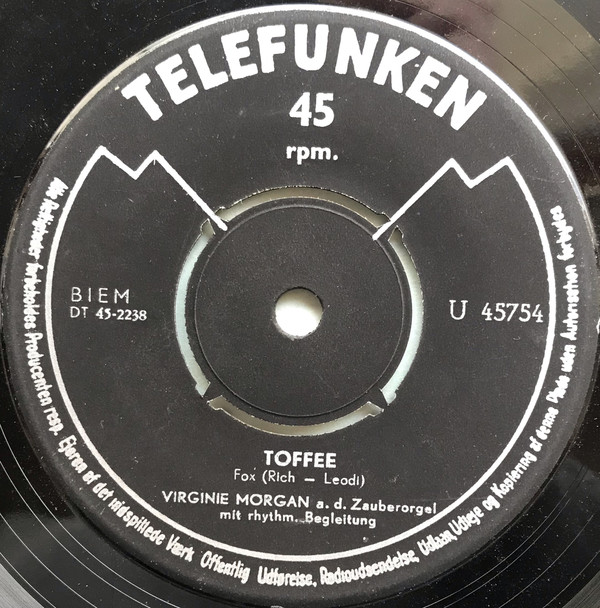 TELEFUNKEN
45
rpm.
BIEM
DT 45-2238
U 45754
TOFFEE
Fox (Rich — Leodi)
VIRGINIE MORGAN a. d. Zauberorgel
mit rhythm. Begleitung
Alle Rettigheder forbeholdes Producenten resp. Ejeren af det indspillede Værk Offentlig Udførelse, Radioudsendelse, Udlaan, Udleje og Kopiering af denne Plade uden Autorisation forbydes